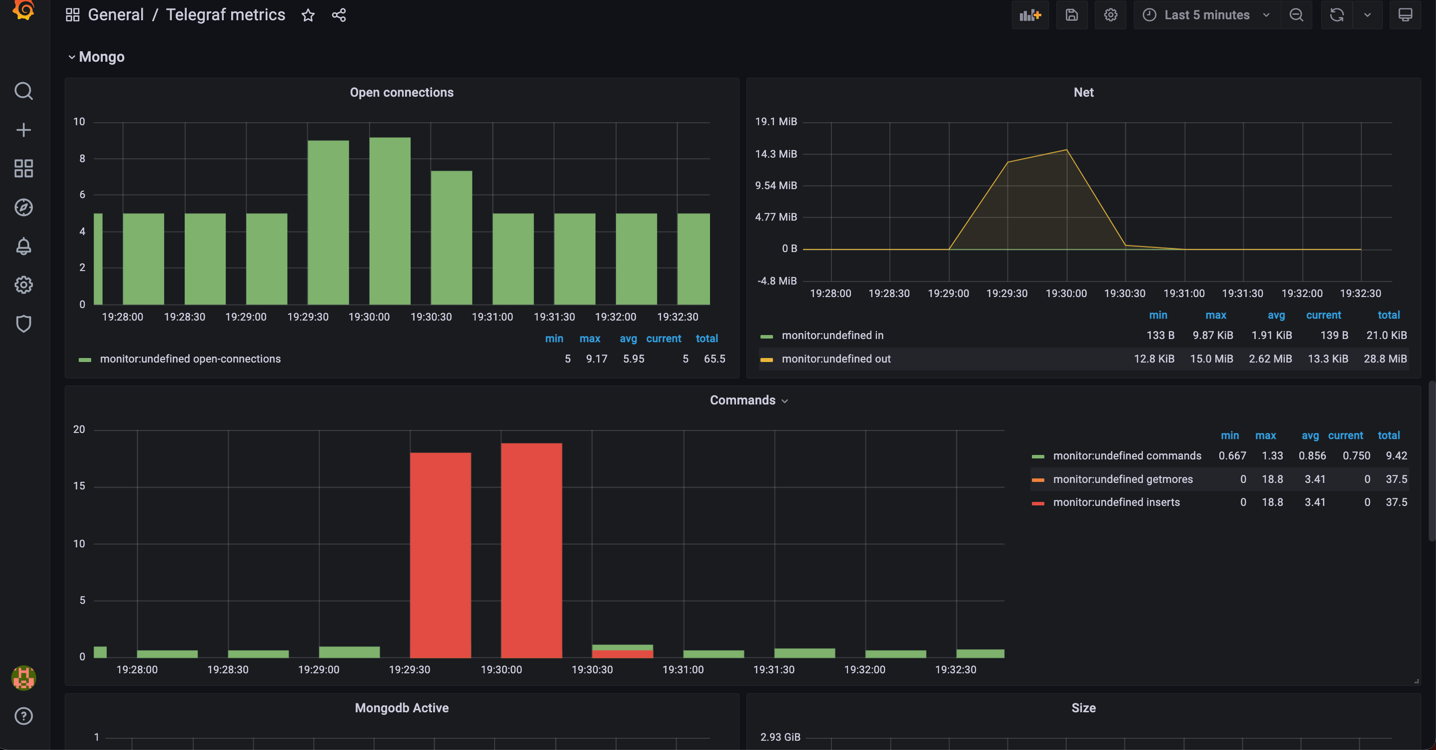 General / Telegraf metrics
Last 5 minutes
Mongo
Open connections
10
8
6
4
2
0
19:28:00 19:28:30 19:29:00 19:29:30 19:30:00 19:30:30 19:31:00 19:31:30 19:32:00 19:32:30
min max avg current total
monitor:undefined open-connections 5 9.17 5.95 5 65.5
Net
19.1 MiB
14.3 MiB
9.54 MiB
4.77 MiB
0 B
-4.8 MiB
19:28:00 19:28:30 19:29:00 19:29:30 19:30:00 19:30:30 19:31:00 19:31:30 19:32:00 19:32:30
min max avg current total
monitor:undefined in 133 B 9.87 KiB 1.91 KiB 139 B 21.0 KiB
monitor:undefined out 12.8 KiB 15.0 MiB 2.62 MiB 13.3 KiB 28.8 MiB
Commands
20
15
10
5
0
19:28:00 19:28:30 19:29:00 19:29:30 19:30:00 19:30:30 19:31:00 19:31:30 19:32:00 19:32:30
min max avg current total
monitor:undefined commands 0.667 1.33 0.856 0.750 9.42
monitor:undefined getmores 0 18.8 3.41 0 37.5
monitor:undefined inserts 0 18.8 3.41 0 37.5
Mongodb Active
1
Size
2.93 GiB